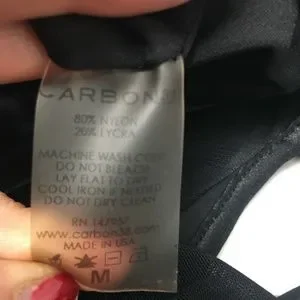 CARBON38
80% NYLON
20% LYCRA
MACHINE WASH COLD
DO NOT BLEACH
LAY FLAT TO DRY
COOL IRON IF NEEDED
DO NOT DRY CLEAN
RN
www.carbon38.com
MADE IN USA
M